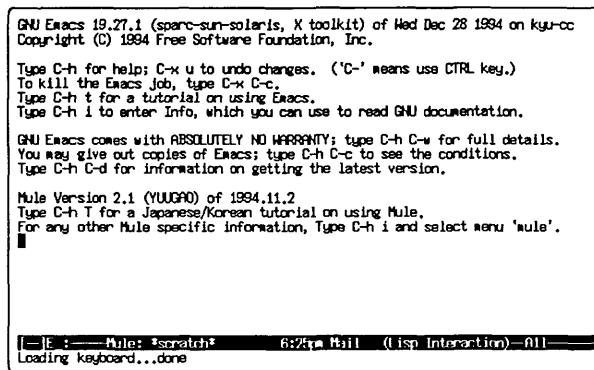 GNU Emacs 19.27.1 (sparc-sun-solaris, X toolkit) of Wed Dec 28 1994 on kyu-cc
Copyright (C) 1994 Free Software Foundation, Inc.
Type C-h for help; C-x u to undo changes.  ('C-' means use CTRL key.)
To kill the Emacs job, type C-x C-c.
Type C-h t for a tutorial on using Emacs.
Type C-h i to enter Info, which you can use to read GNU documentation.
GNU Emacs comes with ABSOLUTELY NO WARRANTY; type C-h C-w for full details.
You may give out copies of Emacs; type C-h C-c to see the conditions.
Type C-h C-d for information on getting the latest version.
Mule Version 2.1 (YUUGAO) of 1994.11.2
Type C-h T for a Japanese/Korean tutorial on using Mule.
For any other Mule specific information, Type C-h i and select menu 'mule'.
[--]E :-----Mule: *scratch*          6:25pm Mail   (Lisp Interaction)--All------
Loading keyboard...done